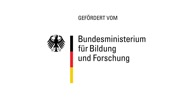 GEFÖRDERT VOM
Bundesministerium
für Bildung
und Forschung